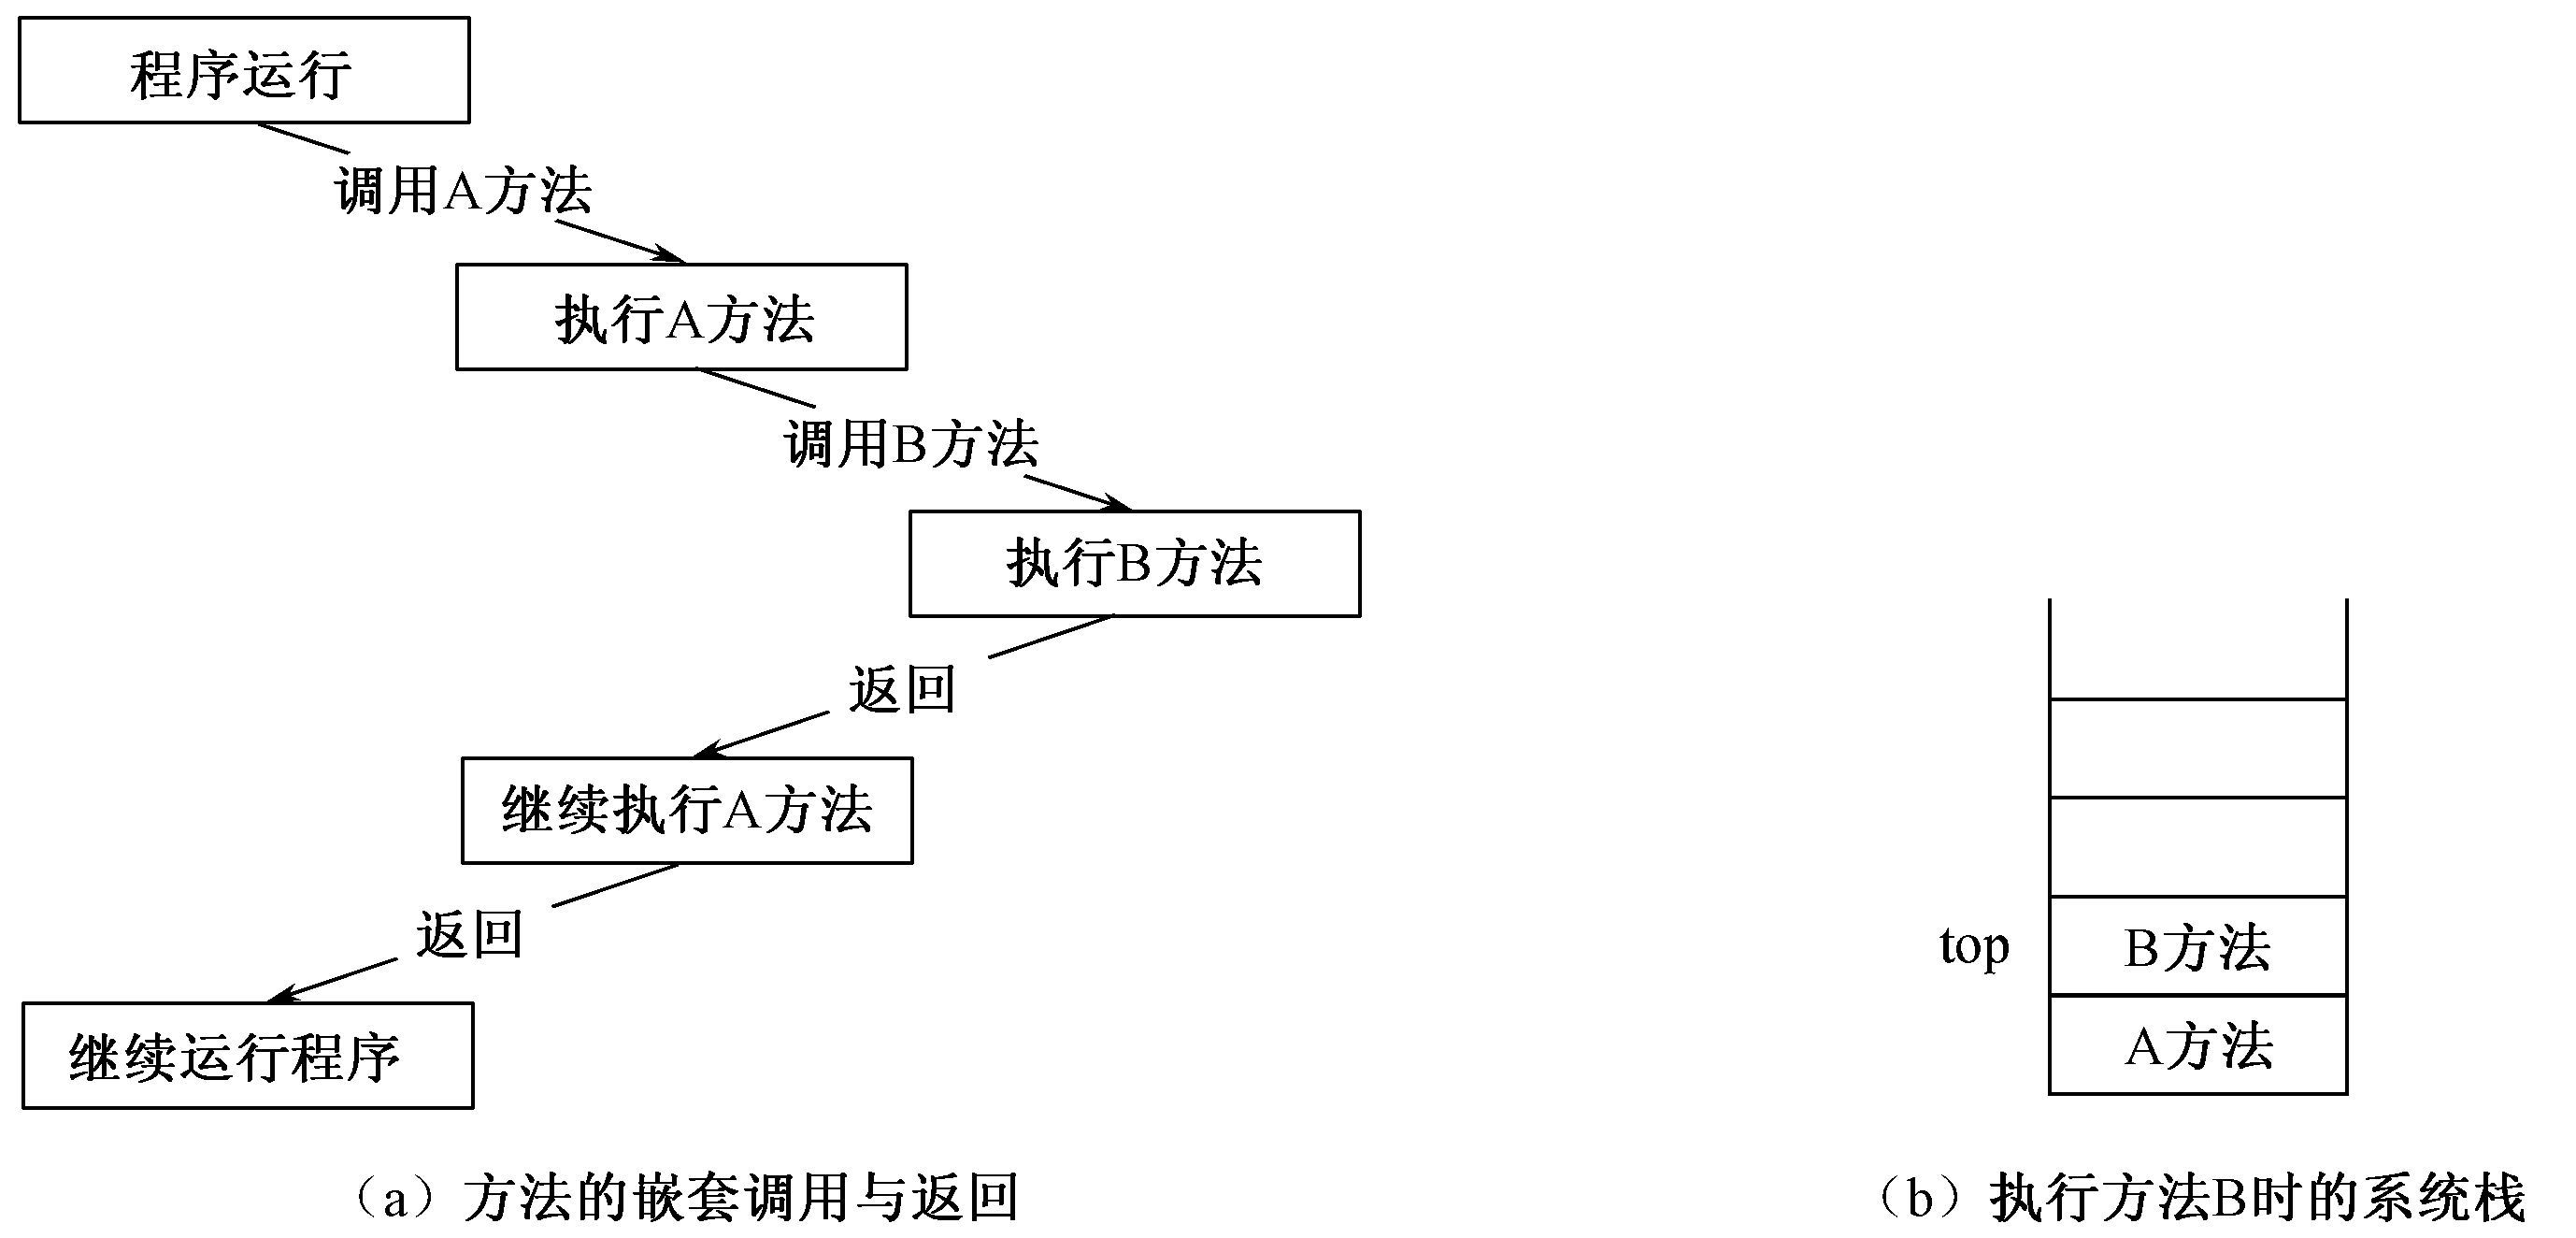 程序运行
调用A方法
执行A方法
调用B方法
执行B方法
返回
继续执行A方法
返回
继续运行程序
（a）方法的嵌套调用与返回
top
B方法
A方法
（b）执行方法B时的系统栈